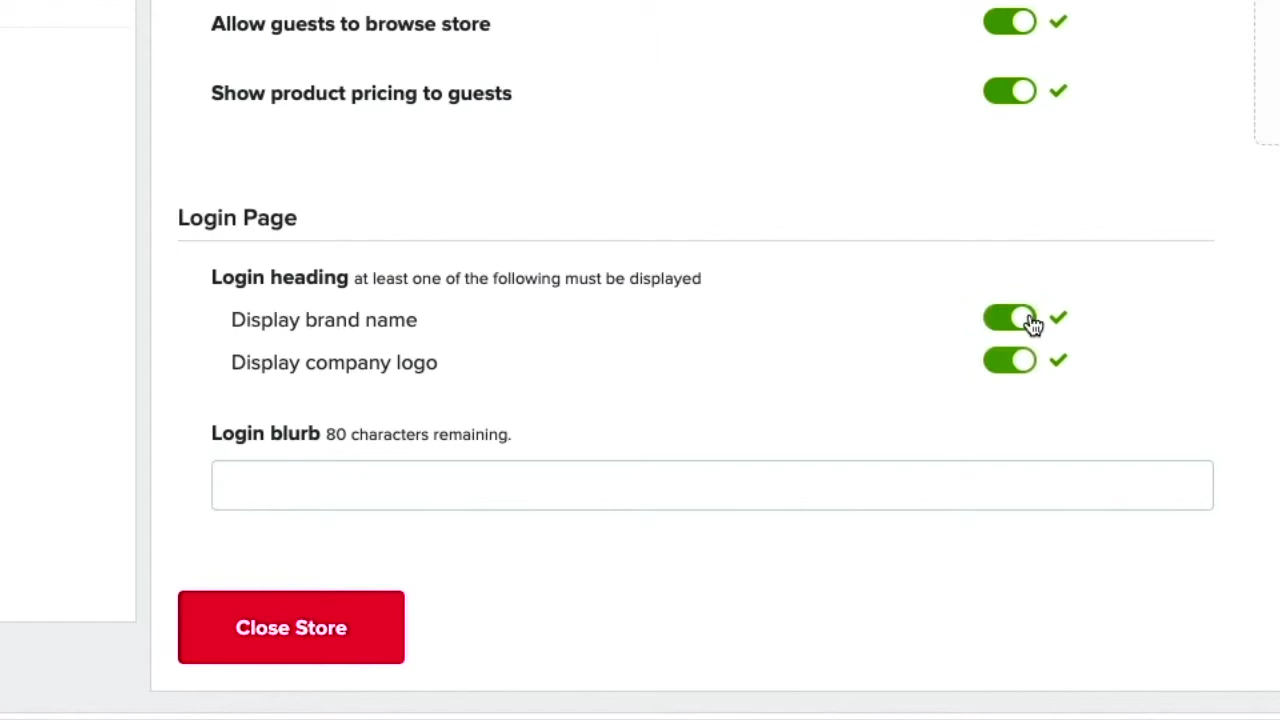 Allow guests to browse store
Show product pricing to guests
Login Page
Login heading at least one of the following must be displayed
Display brand name
Display company logo
Login blurb 80 characters remaining.
Close Store